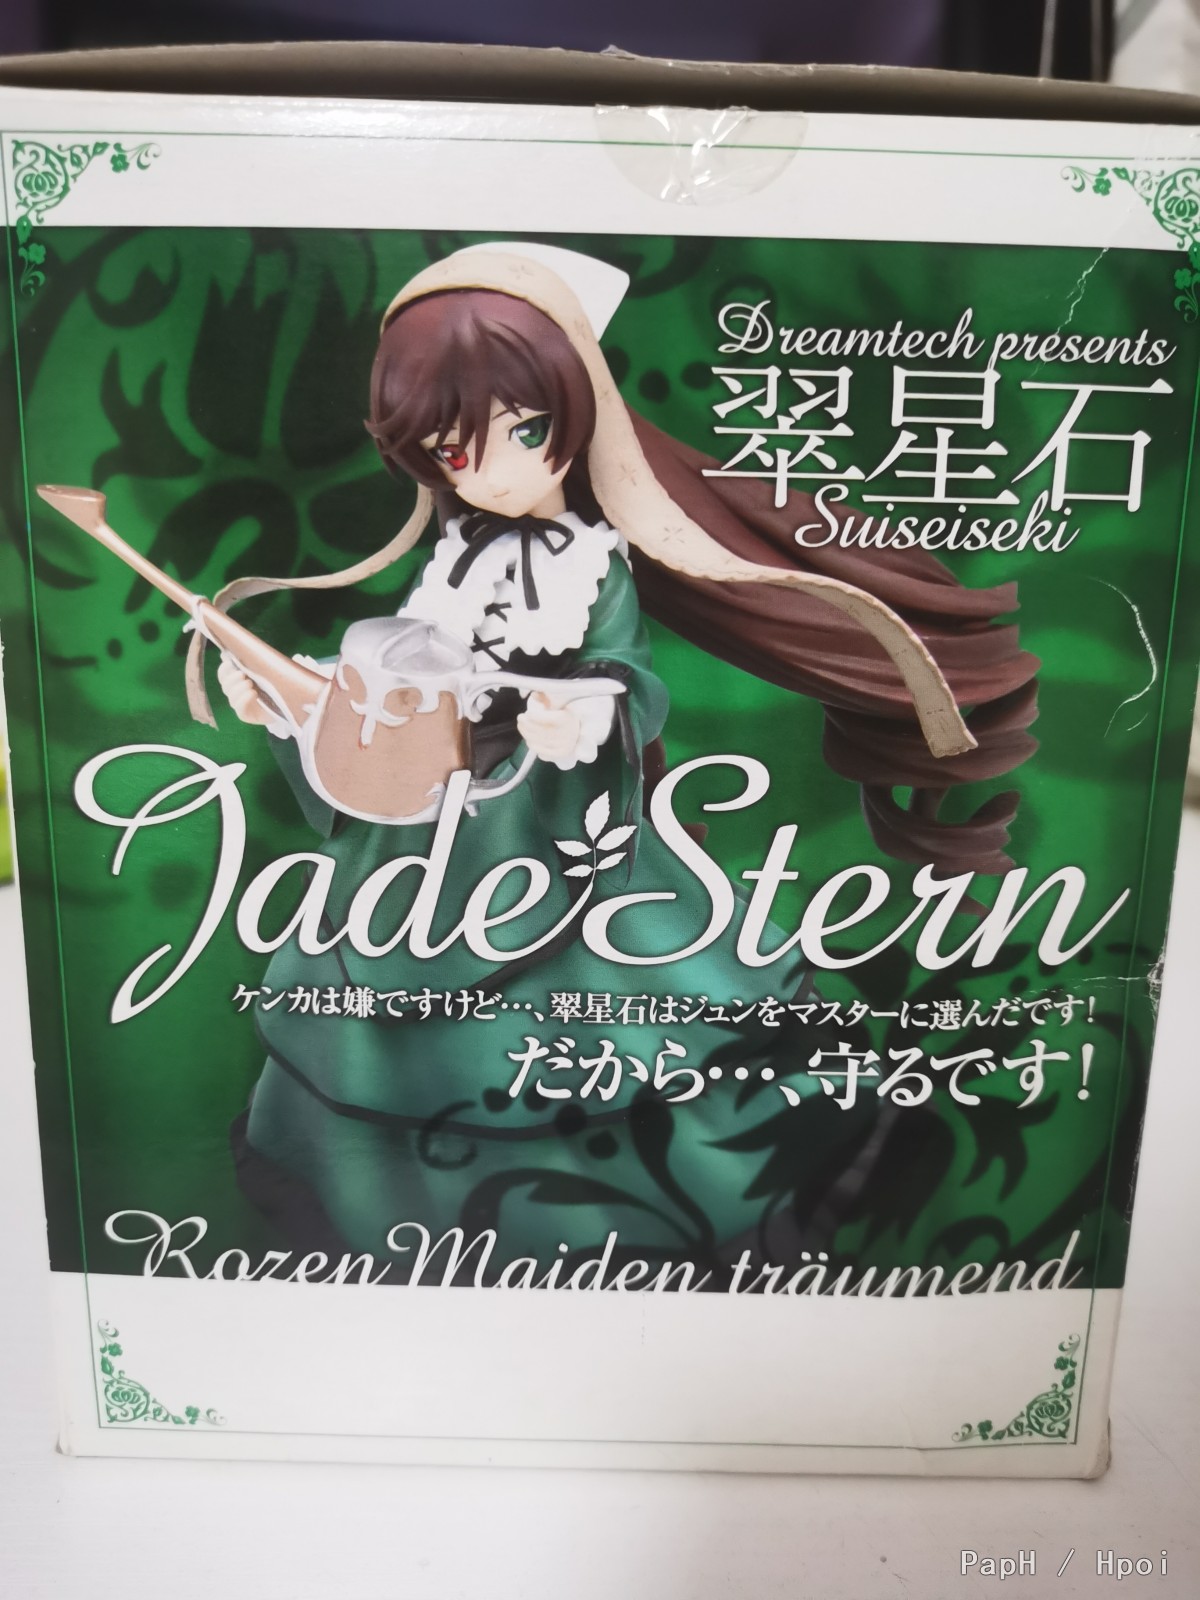 Dreamtech presents
翠星石
Suiseiseki
Jade Stern
ケンカは嫌ですけど…、翠星石はジュンをマスターに選んだです!
だから…、守るです!
Rozen Maiden träumend
PapH / Hpoi